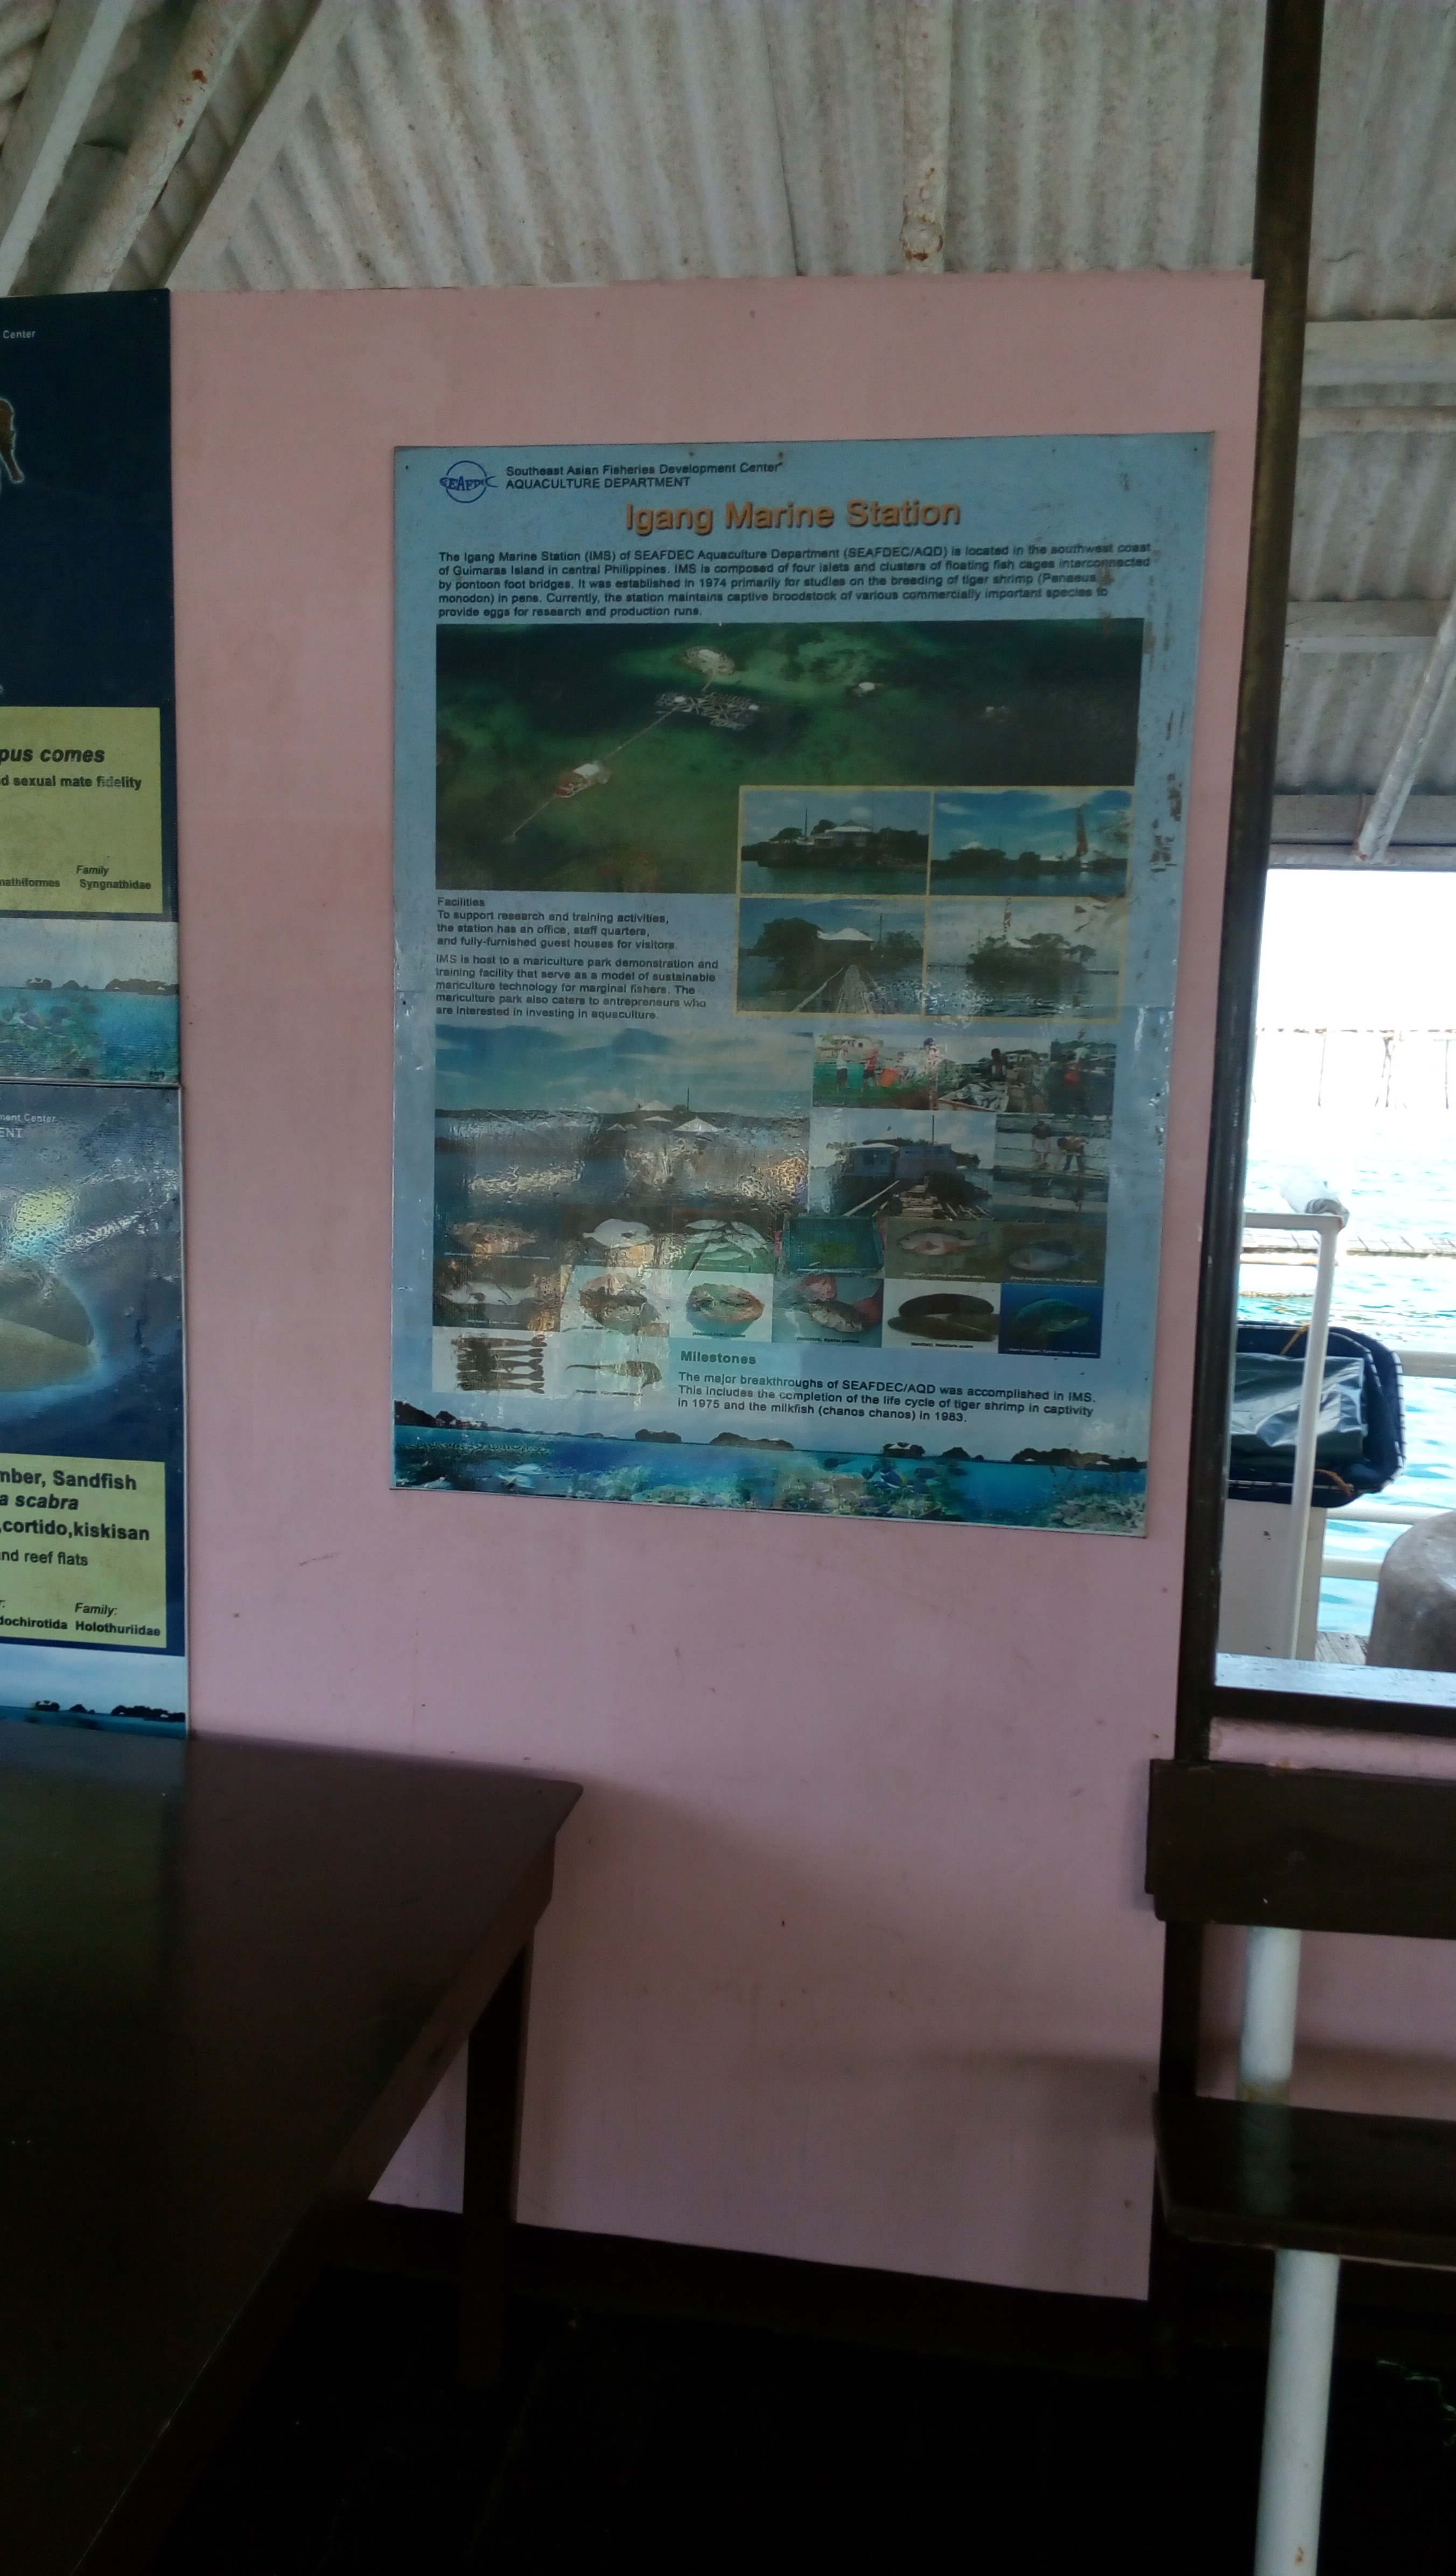 Center
pus comes
d sexual mate fidelity
Family
nathiformes Syngnathidae
ment Center
ENT
mber, Sandfish
a scabra
,cortido,kiskisan
nd reef flats
r: Family:
dochirotida Holothuriidae
SEAFDEC
Southeast Asian Fisheries Development Center
AQUACULTURE DEPARTMENT
Igang Marine Station
The Igang Marine Station (IMS) of SEAFDEC Aquaculture Department (SEAFDEC/AQD) is located in the southwest coast
of Guimaras Island in central Philippines. IMS is composed of four islets and clusters of floating fish cages interconnected
by pontoon foot bridges. It was established in 1974 primarily for studies on the breeding of tiger shrimp (Penaeus
monodon) in pens. Currently, the station maintains captive broodstock of various commercially important species to
provide eggs for research and production runs.
Facilities
To support research and training activities,
the station has an office, staff quarters,
and fully-furnished guest houses for visitors.
IMS is host to a mariculture park demonstration and
training facility that serve as a model of sustainable
mariculture technology for marginal fishers. The
mariculture park also caters to entrepreneurs who
are interested in investing in aquaculture.
Milestones
The major breakthroughs of SEAFDEC/AQD was accomplished in IMS.
This includes the completion of the life cycle of tiger shrimp in captivity
in 1975 and the milkfish (chanos chanos) in 1983.